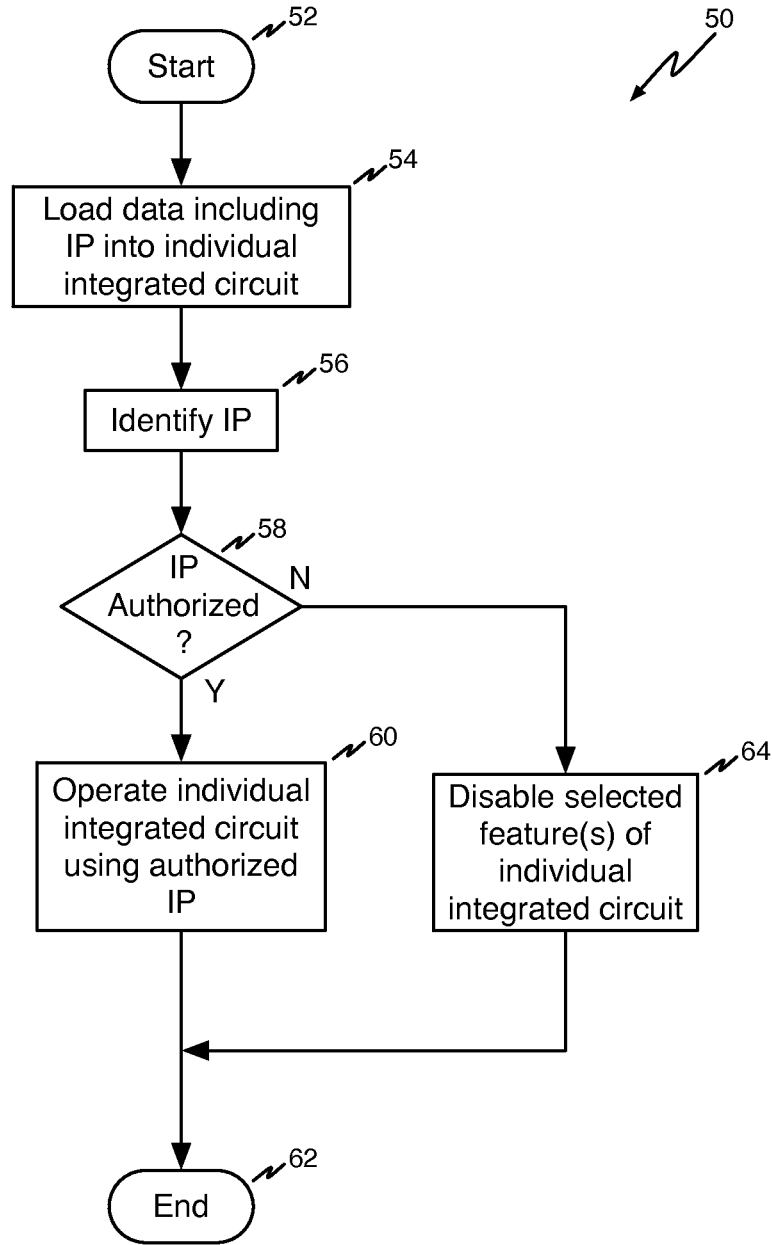 52
50
Start
54
Load data including
IP into individual
integrated circuit
56
Identify IP
58
IP
Authorized
?
N
Y
60
Operate individual
integrated circuit
using authorized
IP
64
Disable selected
feature(s) of
individual
integrated circuit
62
End